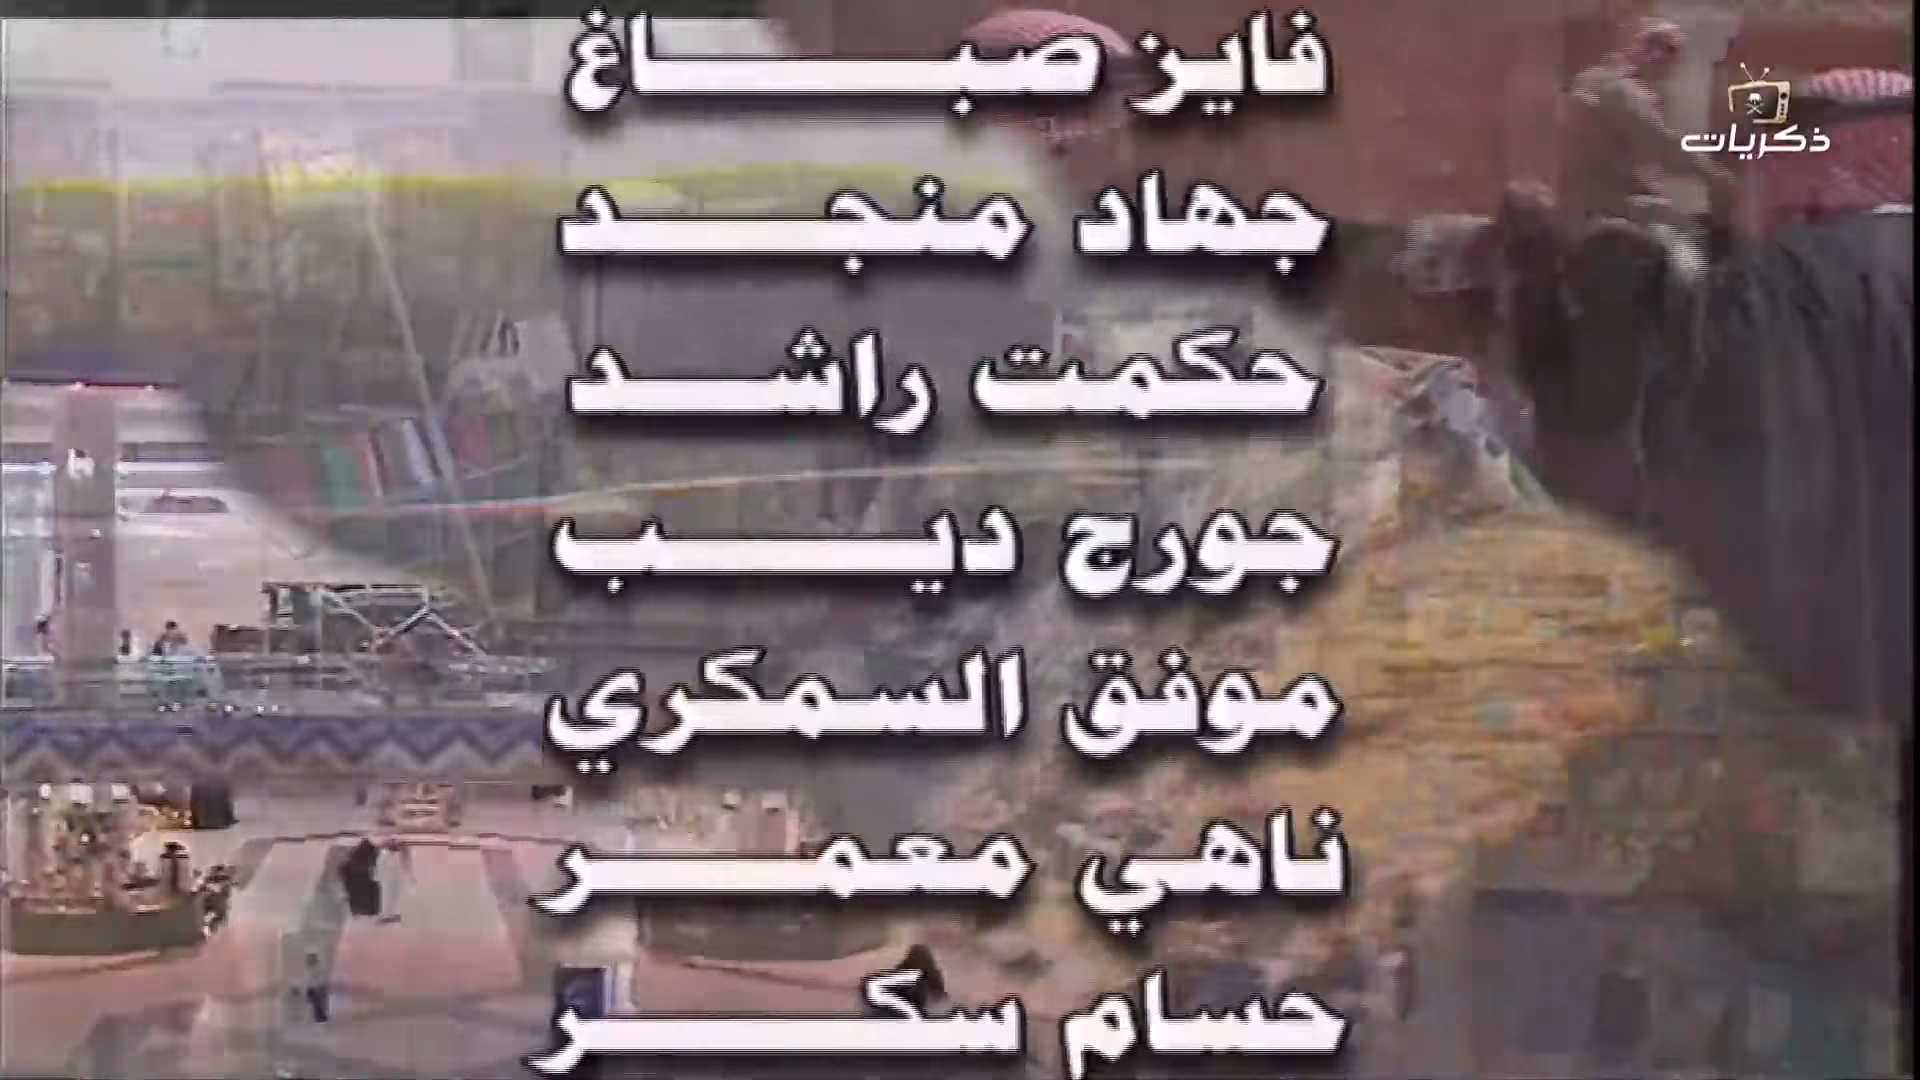 فايز صباغ
ذكريات
جهاد منجد
حكمت راشد
جورج ديب
موفق السمكري
ناهي معمر
حسام سكر